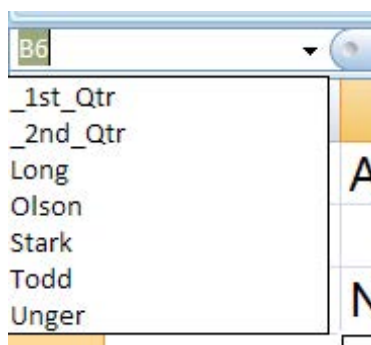 B6
_1st_Qtr
_2nd_Qtr
Long
Olson
Stark
Todd
Unger
A
N